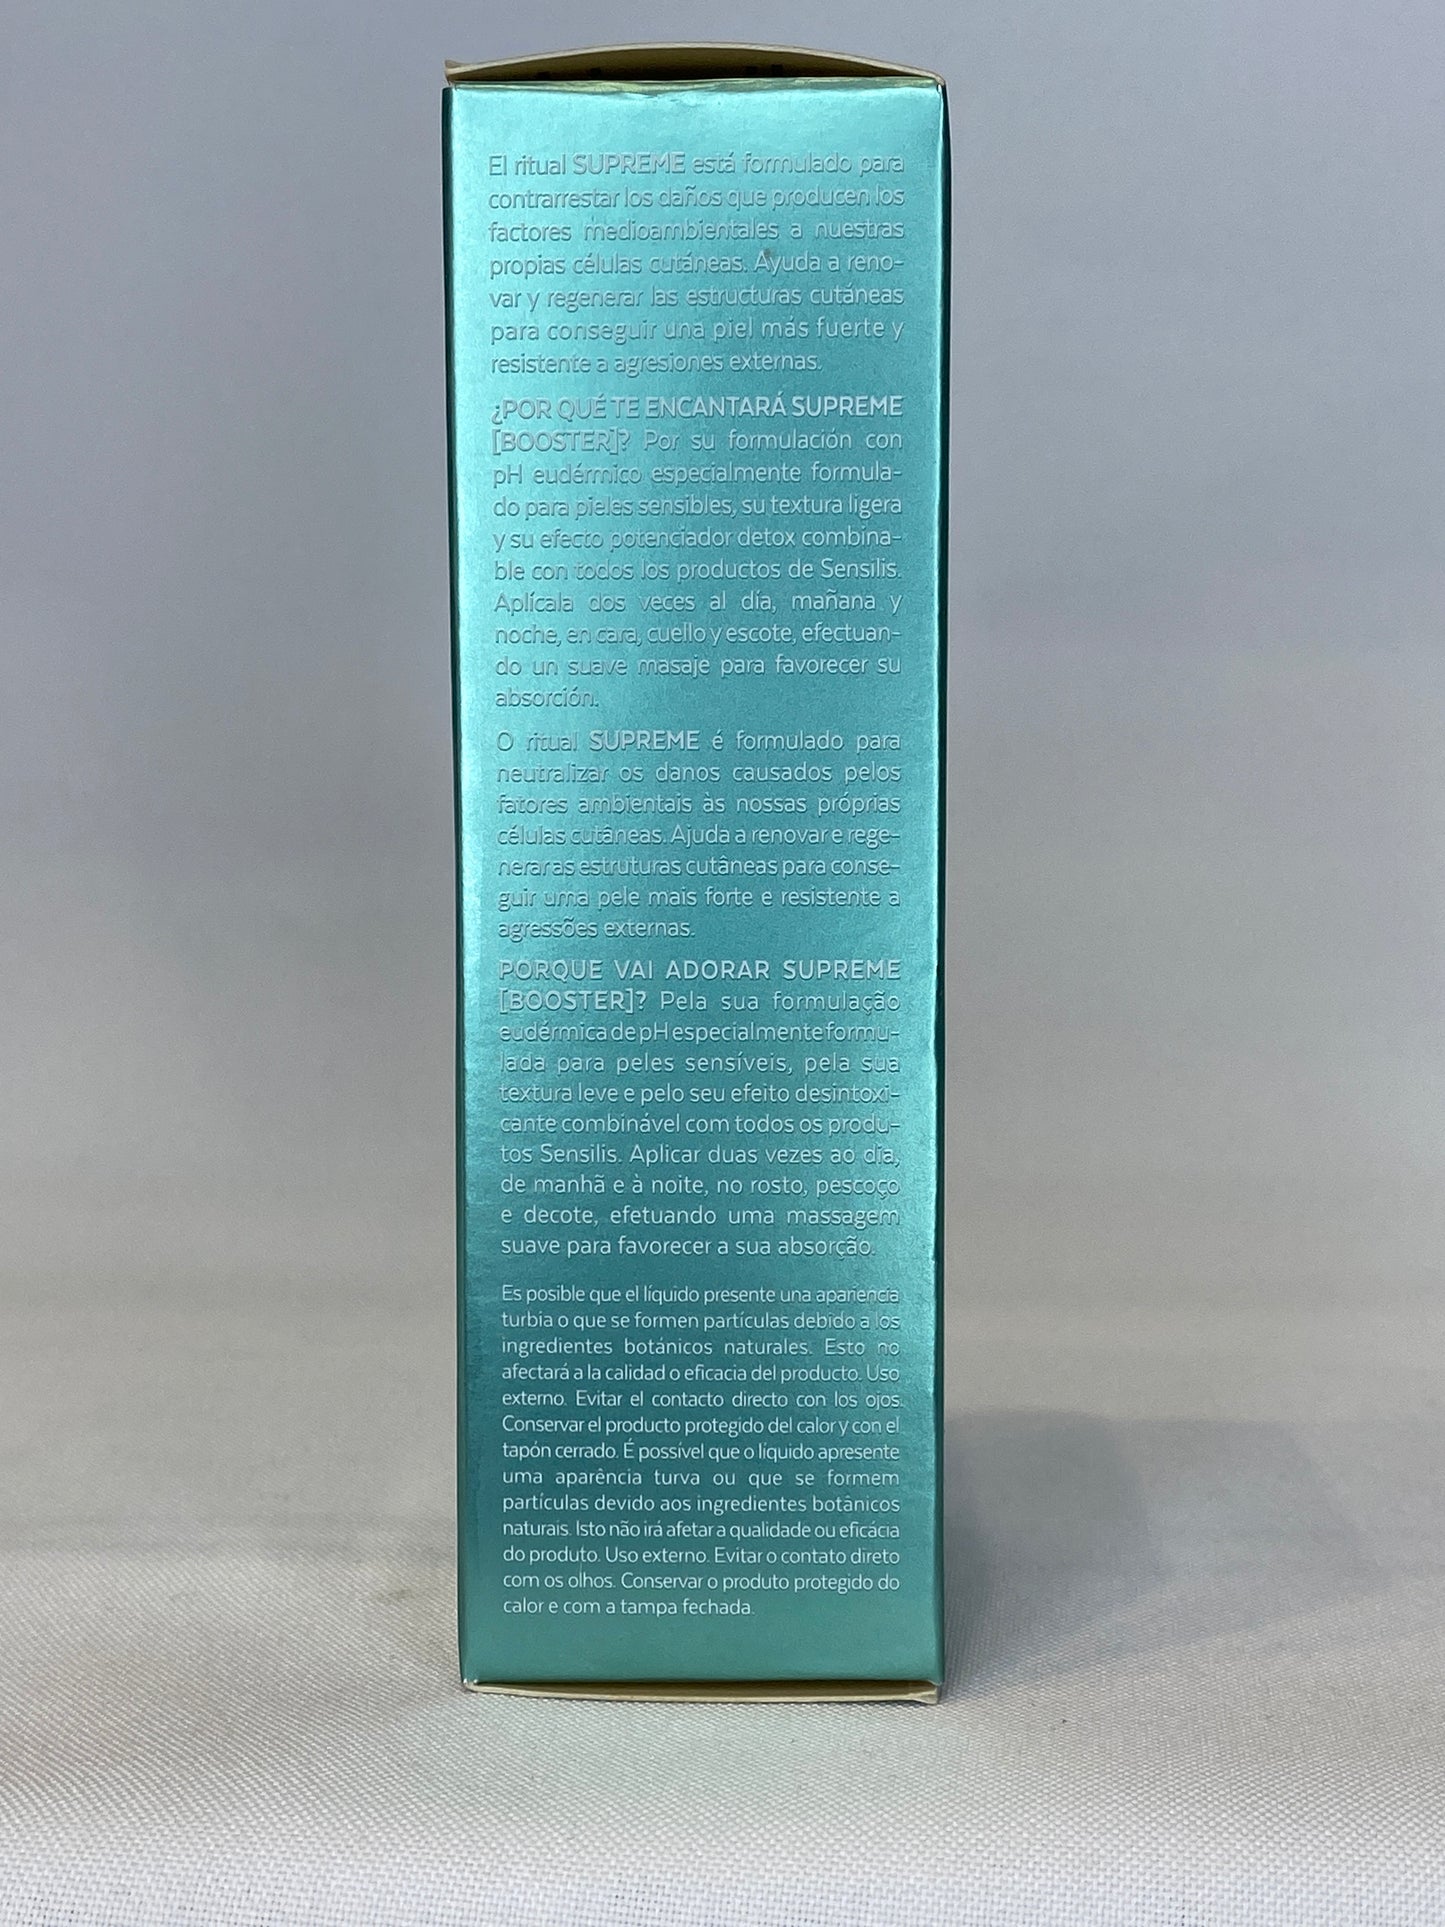 El ritual SUPREME está formulado para
contrarrestar los daños que producen los
factores medioambientales a nuestras
propias células cutáneas. Ayuda a reno-
var y regenerar las estructuras cutáneas
para conseguir una piel más fuerte y
resistente a agresiones externas.
¿POR QUÉ TE ENCANTARÁ SUPREME
[BOOSTER]? Por su formulación con
pH eudérmico especialmente formula-
do para pieles sensibles, su textura ligera
y su efecto potenciador detox combina-
ble con todos los productos de Sensilis.
Aplícala dos veces al día, mañana y
noche, en cara, cuello y escote, efectuan-
do un suave masaje para favorecer su
absorción.
O ritual SUPREME é formulado para
neutralizar os danos causados pelos
fatores ambientais às nossas próprias
células cutâneas. Ajuda a renovar e rege-
nerar as estruturas cutâneas para conse-
guir uma pele mais forte e resistente a
agressões externas.
PORQUE VAI ADORAR SUPREME
[BOOSTER]? Pela sua formulação
eudérmica de pH especialmente formu-
lada para peles sensíveis, pela sua
textura leve e pelo seu efeito desintoxi-
cante combinável com todos os produ-
tos Sensilis. Aplicar duas vezes ao dia,
de manhã e à noite, no rosto, pescoço
e decote, efetuando uma massagem
suave para favorecer a sua absorção.
Es posible que el líquido presente una apariencia
turbia o que se formen partículas debido a los
ingredientes botánicos naturales. Esto no
afectará a la calidad o eficacia del producto. Uso
externo. Evitar el contacto directo con los ojos.
Conservar el producto protegido del calor y con el
tapón cerrado. É possível que o líquido apresente
uma aparência turva ou que se formem
partículas devido aos ingredientes botânicos
naturais. Isto não irá afetar a qualidade ou eficácia
do produto. Uso externo. Evitar o contato direto
com os olhos. Conservar o produto protegido do
calor e com a tampa fechada.